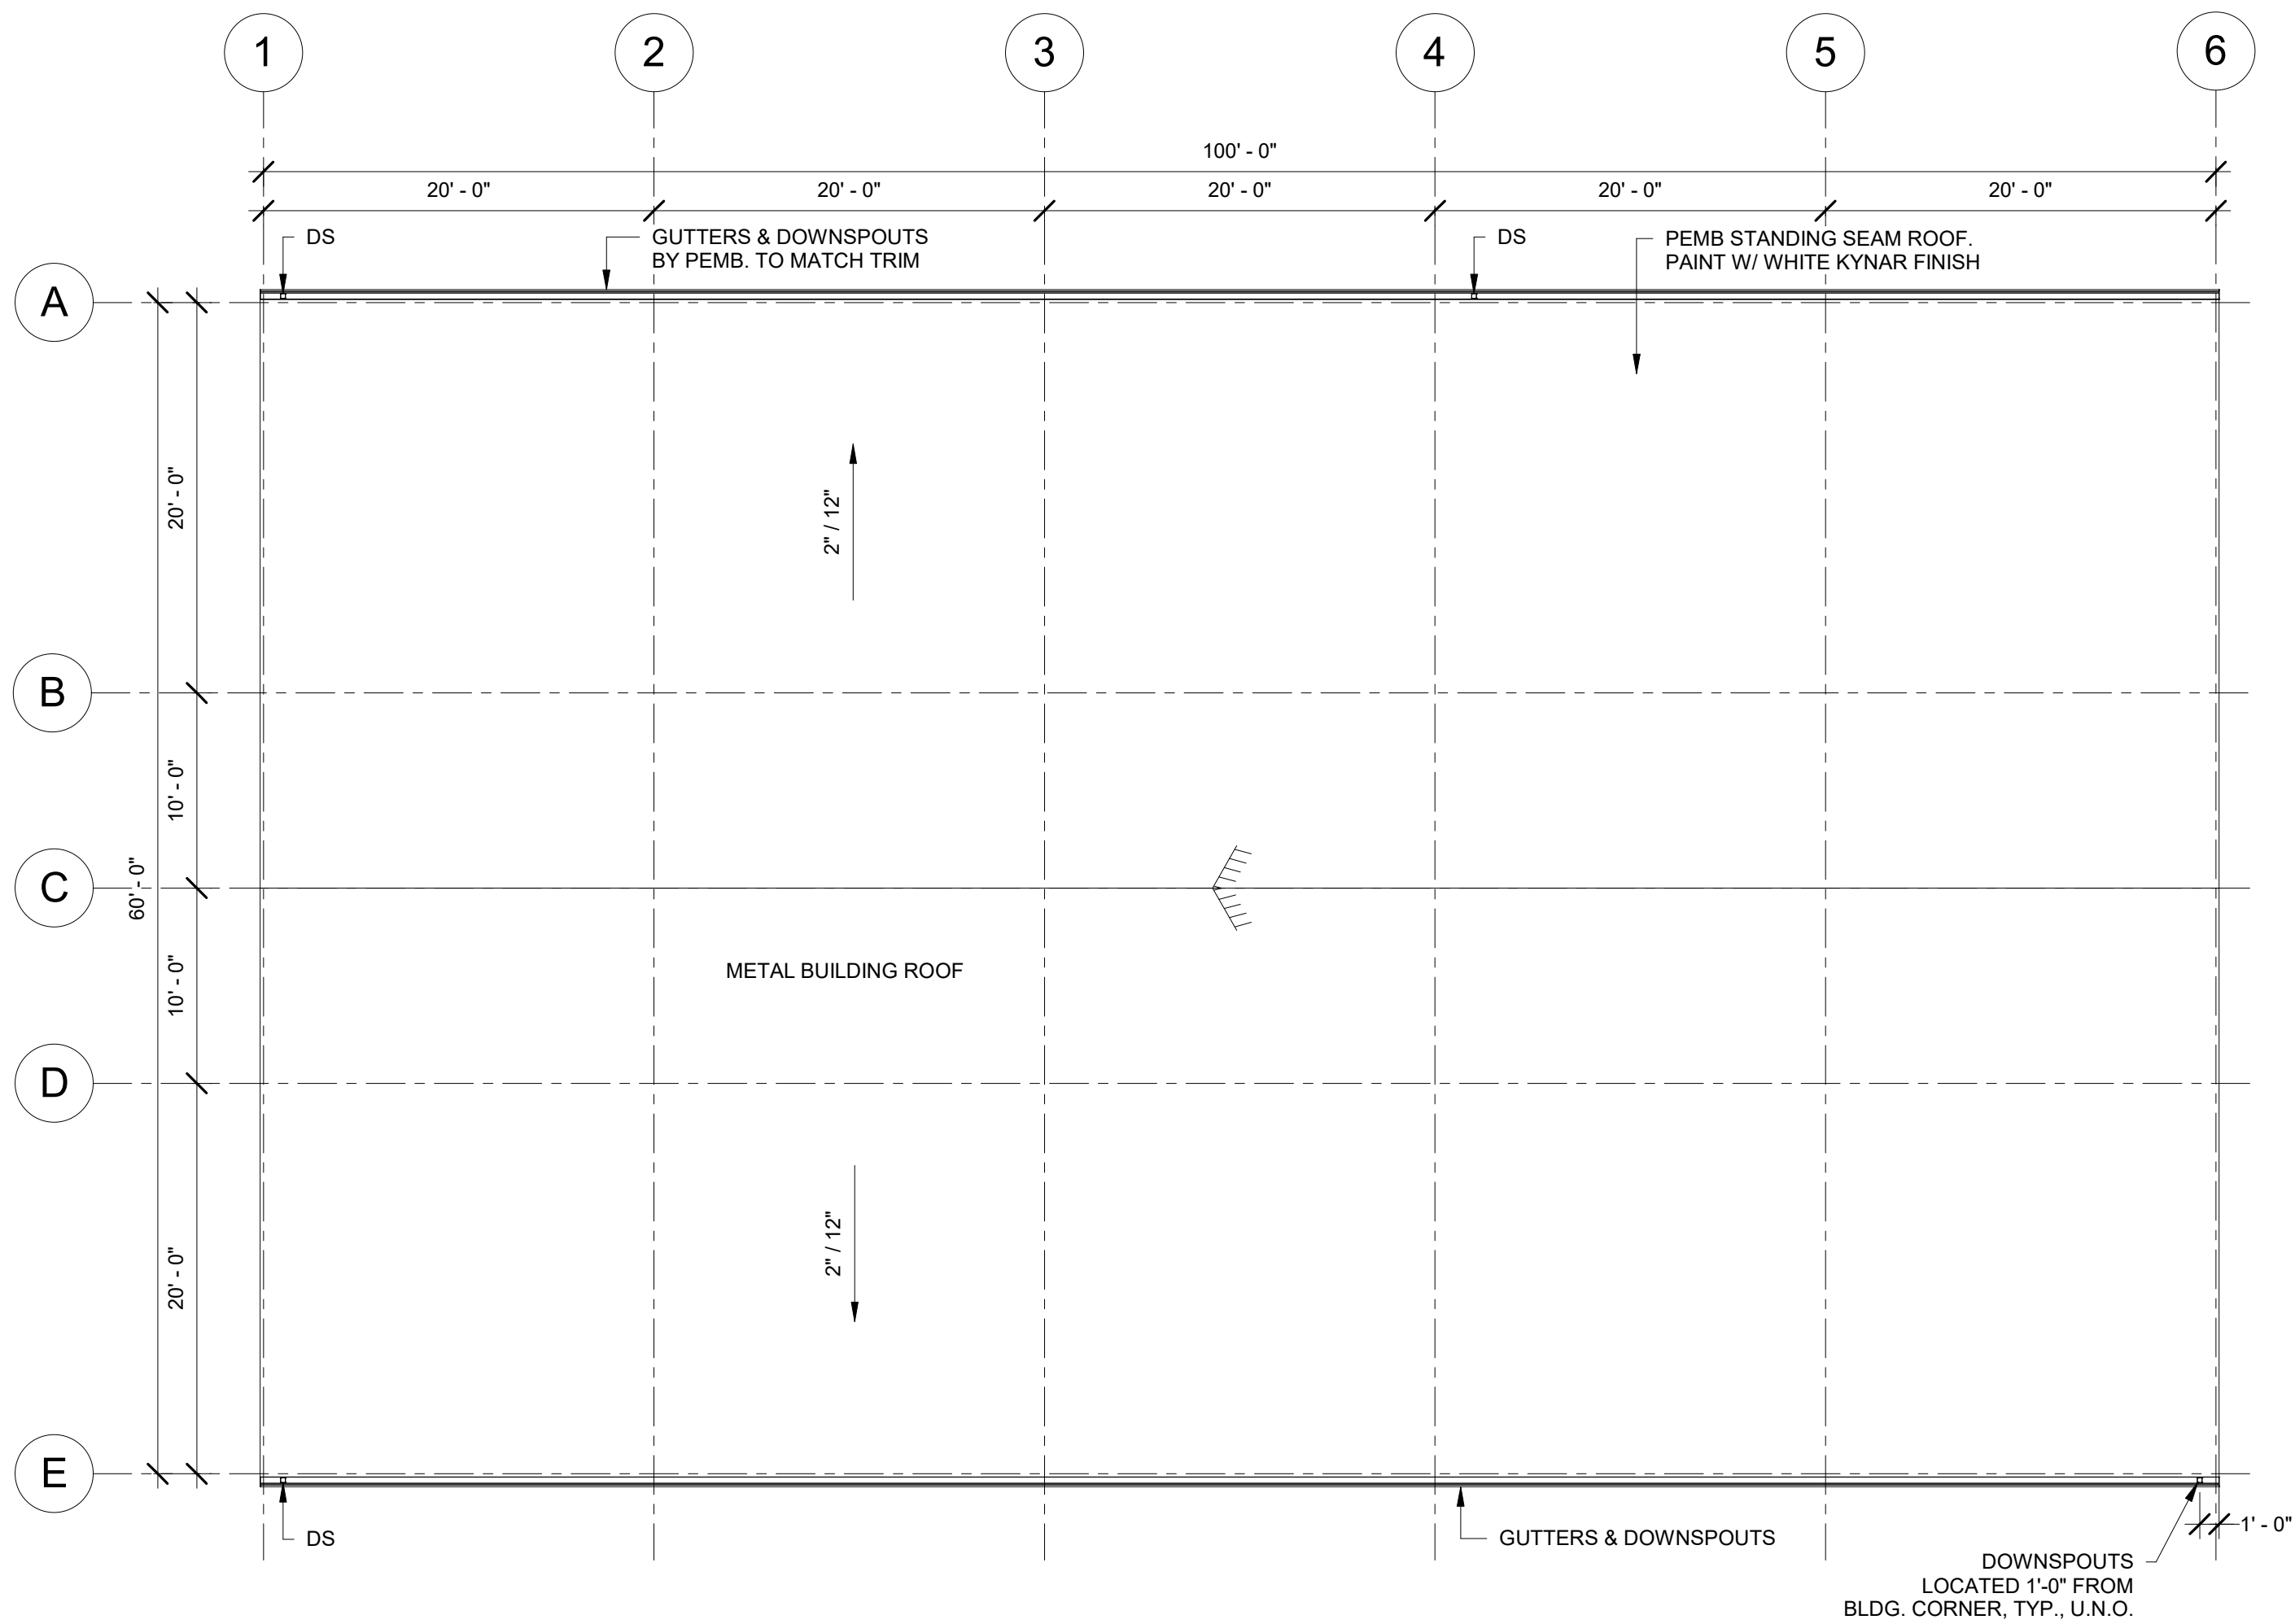 1 2 3 4 5 6
100' - 0"
20' - 0" 20' - 0" 20' - 0" 20' - 0" 20' - 0"
DS
GUTTERS & DOWNSPOUTS
BY PEMB. TO MATCH TRIM
DS
PEMB STANDING SEAM ROOF.
PAINT W/ WHITE KYNAR FINISH
A
20' - 0"
2" / 12"
B
10' - 0"
C
60' - 0"
10' - 0"
METAL BUILDING ROOF
D
20' - 0"
2" / 12"
E
DS
GUTTERS & DOWNSPOUTS
1' - 0"
DOWNSPOUTS
LOCATED 1'-0" FROM
BLDG. CORNER, TYP., U.N.O.